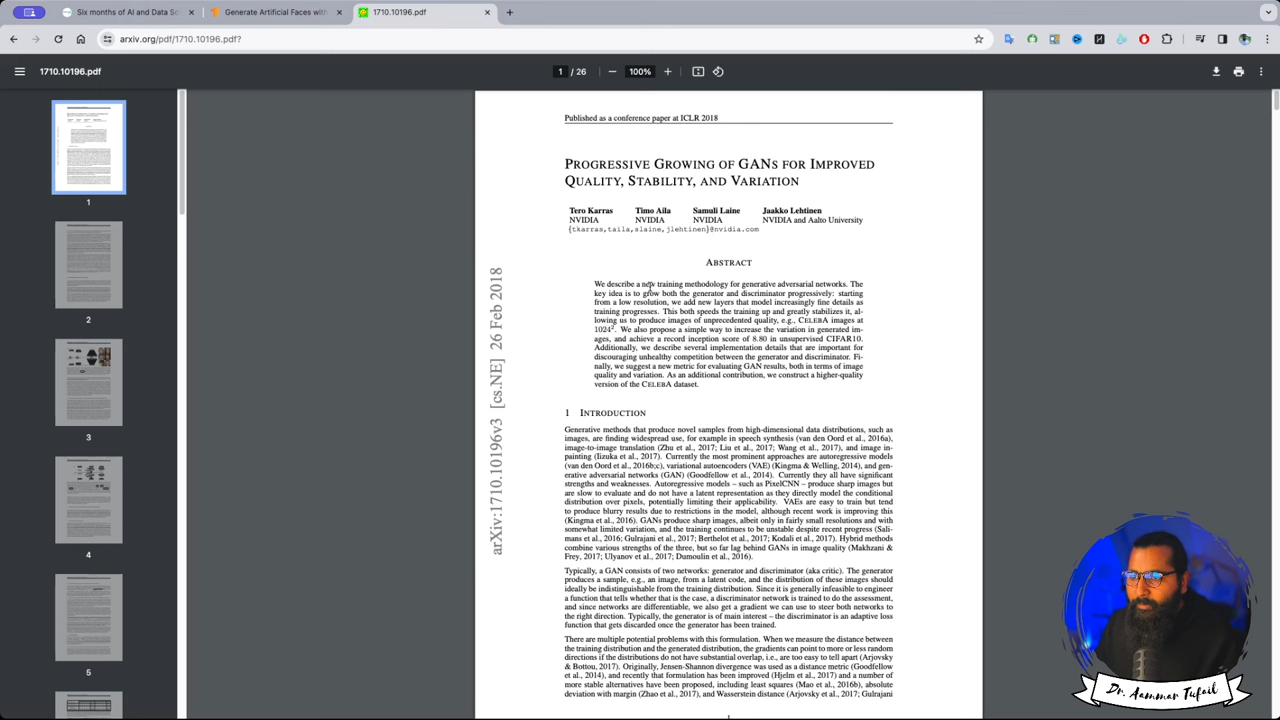 Six months of AI and Data Sc
Generate Artificial Faces with
1710.10196.pdf
arxiv.org/pdf/1710.10196.pdf?
1710.10196.pdf
1 / 26
100%
1
2
3
4
5
arXiv:1710.10196v3 [cs.NE] 26 Feb 2018
Published as a conference paper at ICLR 2018
PROGRESSIVE GROWING OF GANS FOR IMPROVED
QUALITY, STABILITY, AND VARIATION
Tero Karras Timo Aila Samuli Laine Jaakko Lehtinen
NVIDIA NVIDIA NVIDIA NVIDIA and Aalto University
{tkarras,taila,slaine,jlehtinen}@nvidia.com
ABSTRACT
We describe a new training methodology for generative adversarial networks. The
key idea is to grow both the generator and discriminator progressively: starting
from a low resolution, we add new layers that model increasingly fine details as
training progresses. This both speeds the training up and greatly stabilizes it, al-
lowing us to produce images of unprecedented quality, e.g., CELEBA images at
1024². We also propose a simple way to increase the variation in generated im-
ages, and achieve a record inception score of 8.80 in unsupervised CIFAR10.
Additionally, we describe several implementation details that are important for
discouraging unhealthy competition between the generator and discriminator. Fi-
nally, we suggest a new metric for evaluating GAN results, both in terms of image
quality and variation. As an additional contribution, we construct a higher-quality
version of the CELEBA dataset.
1 INTRODUCTION
Generative methods that produce novel samples from high-dimensional data distributions, such as
images, are finding widespread use, for example in speech synthesis (van den Oord et al., 2016a),
image-to-image translation (Zhu et al., 2017; Liu et al., 2017; Wang et al., 2017), and image in-
painting (Iizuka et al., 2017). Currently the most prominent approaches are autoregressive models
(van den Oord et al., 2016b;c), variational autoencoders (VAE) (Kingma & Welling, 2014), and gen-
erative adversarial networks (GAN) (Goodfellow et al., 2014). Currently they all have significant
strengths and weaknesses. Autoregressive models – such as PixelCNN – produce sharp images but
are slow to evaluate and do not have a latent representation as they directly model the conditional
distribution over pixels, potentially limiting their applicability. VAEs are easy to train but tend
to produce blurry results due to restrictions in the model, although recent work is improving this
(Kingma et al., 2016). GANs produce sharp images, albeit only in fairly small resolutions and with
somewhat limited variation, and the training continues to be unstable despite recent progress (Sali-
mans et al., 2016; Gulrajani et al., 2017; Berthelot et al., 2017; Kodali et al., 2017). Hybrid methods
combine various strengths of the three, but so far lag behind GANs in image quality (Makhzani &
Frey, 2017; Ulyanov et al., 2017; Dumoulin et al., 2016).
Typically, a GAN consists of two networks: generator and discriminator (aka critic). The generator
produces a sample, e.g., an image, from a latent code, and the distribution of these images should
ideally be indistinguishable from the training distribution. Since it is generally infeasible to engineer
a function that tells whether that is the case, a discriminator network is trained to do the assessment,
and since networks are differentiable, we also get a gradient we can use to steer both networks to
the right direction. Typically, the generator is of main interest – the discriminator is an adaptive loss
function that gets discarded once the generator has been trained.
There are multiple potential problems with this formulation. When we measure the distance between
the training distribution and the generated distribution, the gradients can point to more or less random
directions if the distributions do not have substantial overlap, i.e., are too easy to tell apart (Arjovsky
& Bottou, 2017). Originally, Jensen-Shannon divergence was used as a distance metric (Goodfellow
et al., 2014), and recently that formulation has been improved (Hjelm et al., 2017) and a number of
more stable alternatives have been proposed, including least squares (Mao et al., 2016b), absolute
deviation with margin (Zhao et al., 2017), and Wasserstein distance (Arjovsky et al., 2017; Gulrajani
Dr. Aammar Tufail